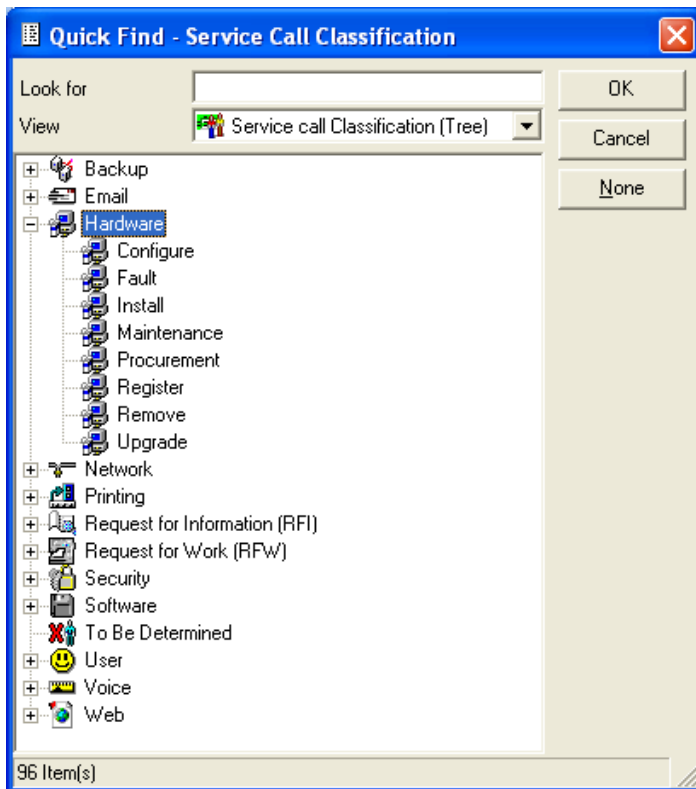 Quick Find - Service Call Classification
Look for
OK
View
Service call Classification (Tree)
Cancel
None
Backup
Email
Hardware
Configure
Fault
Install
Maintenance
Procurement
Register
Remove
Upgrade
Network
Printing
Request for Information (RFI)
Request for Work (RFW)
Security
Software
To Be Determined
User
Voice
Web
96 Item(s)